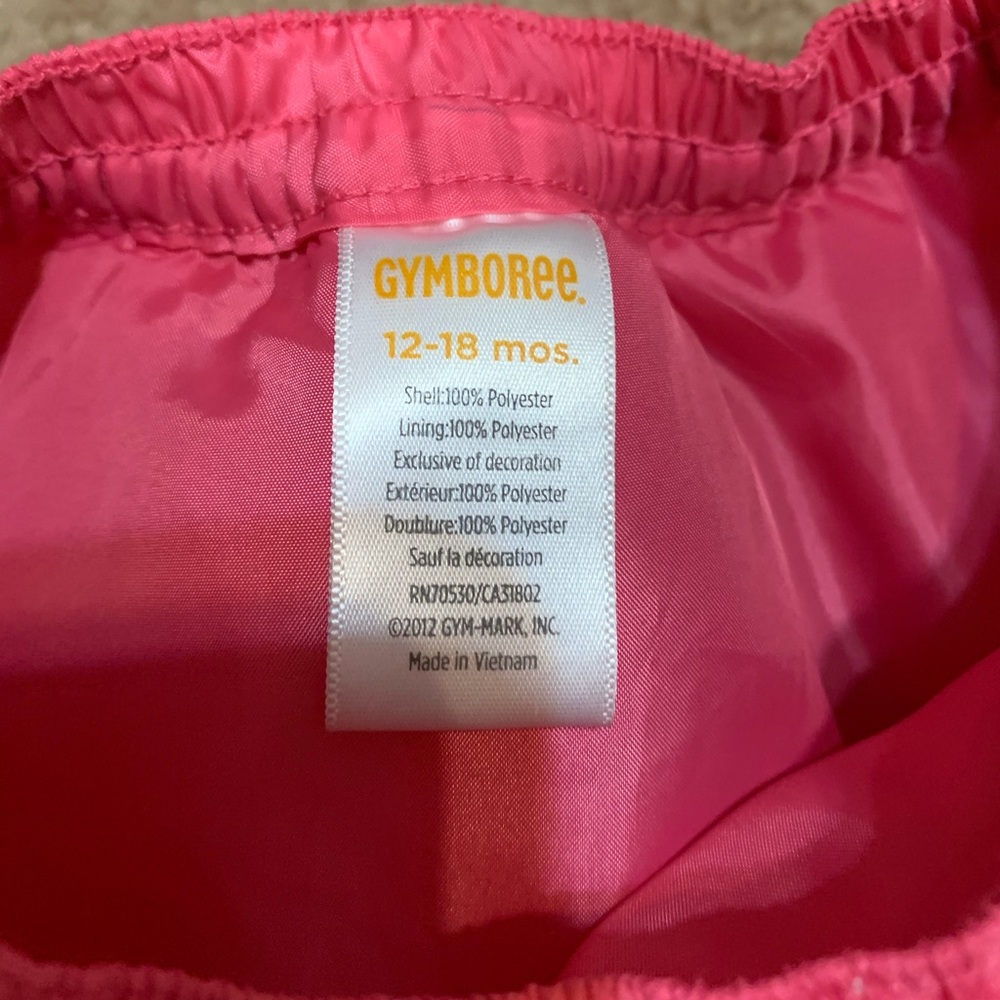 GYMBOREE.
12-18 mos.
Shell:100% Polyester
Lining:100% Polyester
Exclusive of decoration
Extérieur:100% Polyester
Doublure:100% Polyester
Sauf la décoration
RN70530/CA31802
©2012 GYM-MARK, INC.
Made in Vietnam